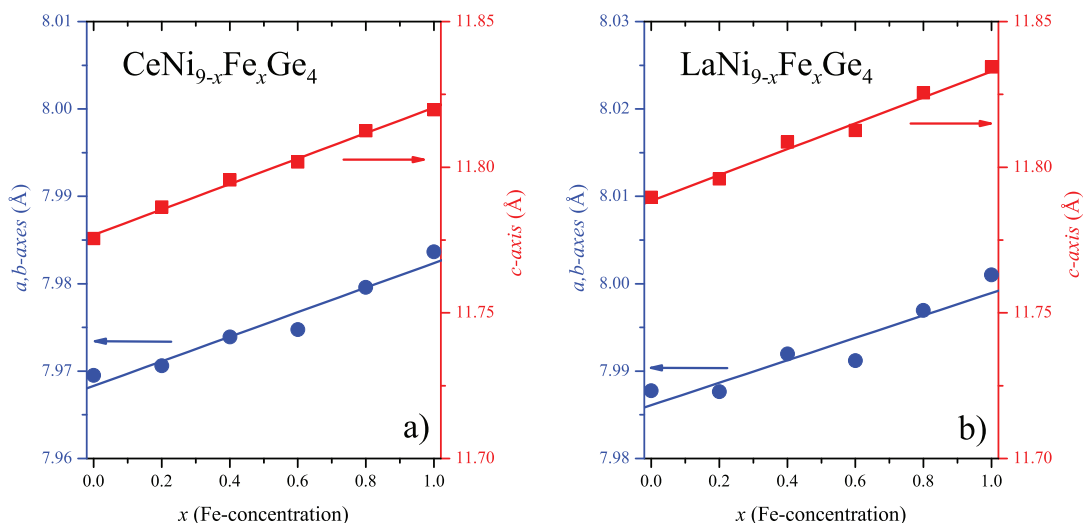 8.01
8.00
7.99
7.98
7.97
7.96
a,b-axes (Å)
CeNi9-xFexGe4
a)
11.85
11.80
11.75
11.70
c-axis (Å)
0.0 0.2 0.4 0.6 0.8 1.0
x (Fe-concentration)
8.03
8.02
8.01
8.00
7.99
7.98
a,b-axes (Å)
LaNi9-xFexGe4
b)
11.85
11.80
11.75
11.70
c-axis (Å)
0.0 0.2 0.4 0.6 0.8 1.0
x (Fe-concentration)